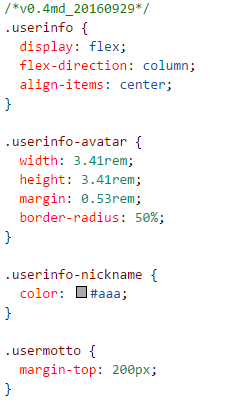 /*v0.4md_20160929*/
.userinfo {
  display: flex;
  flex-direction: column;
  align-items: center;
}

.userinfo-avatar {
  width: 3.41rem;
  height: 3.41rem;
  margin: 0.53rem;
  border-radius: 50%;
}

.userinfo-nickname {
  color: #aaa;
}

.usermotto {
  margin-top: 200px;
}